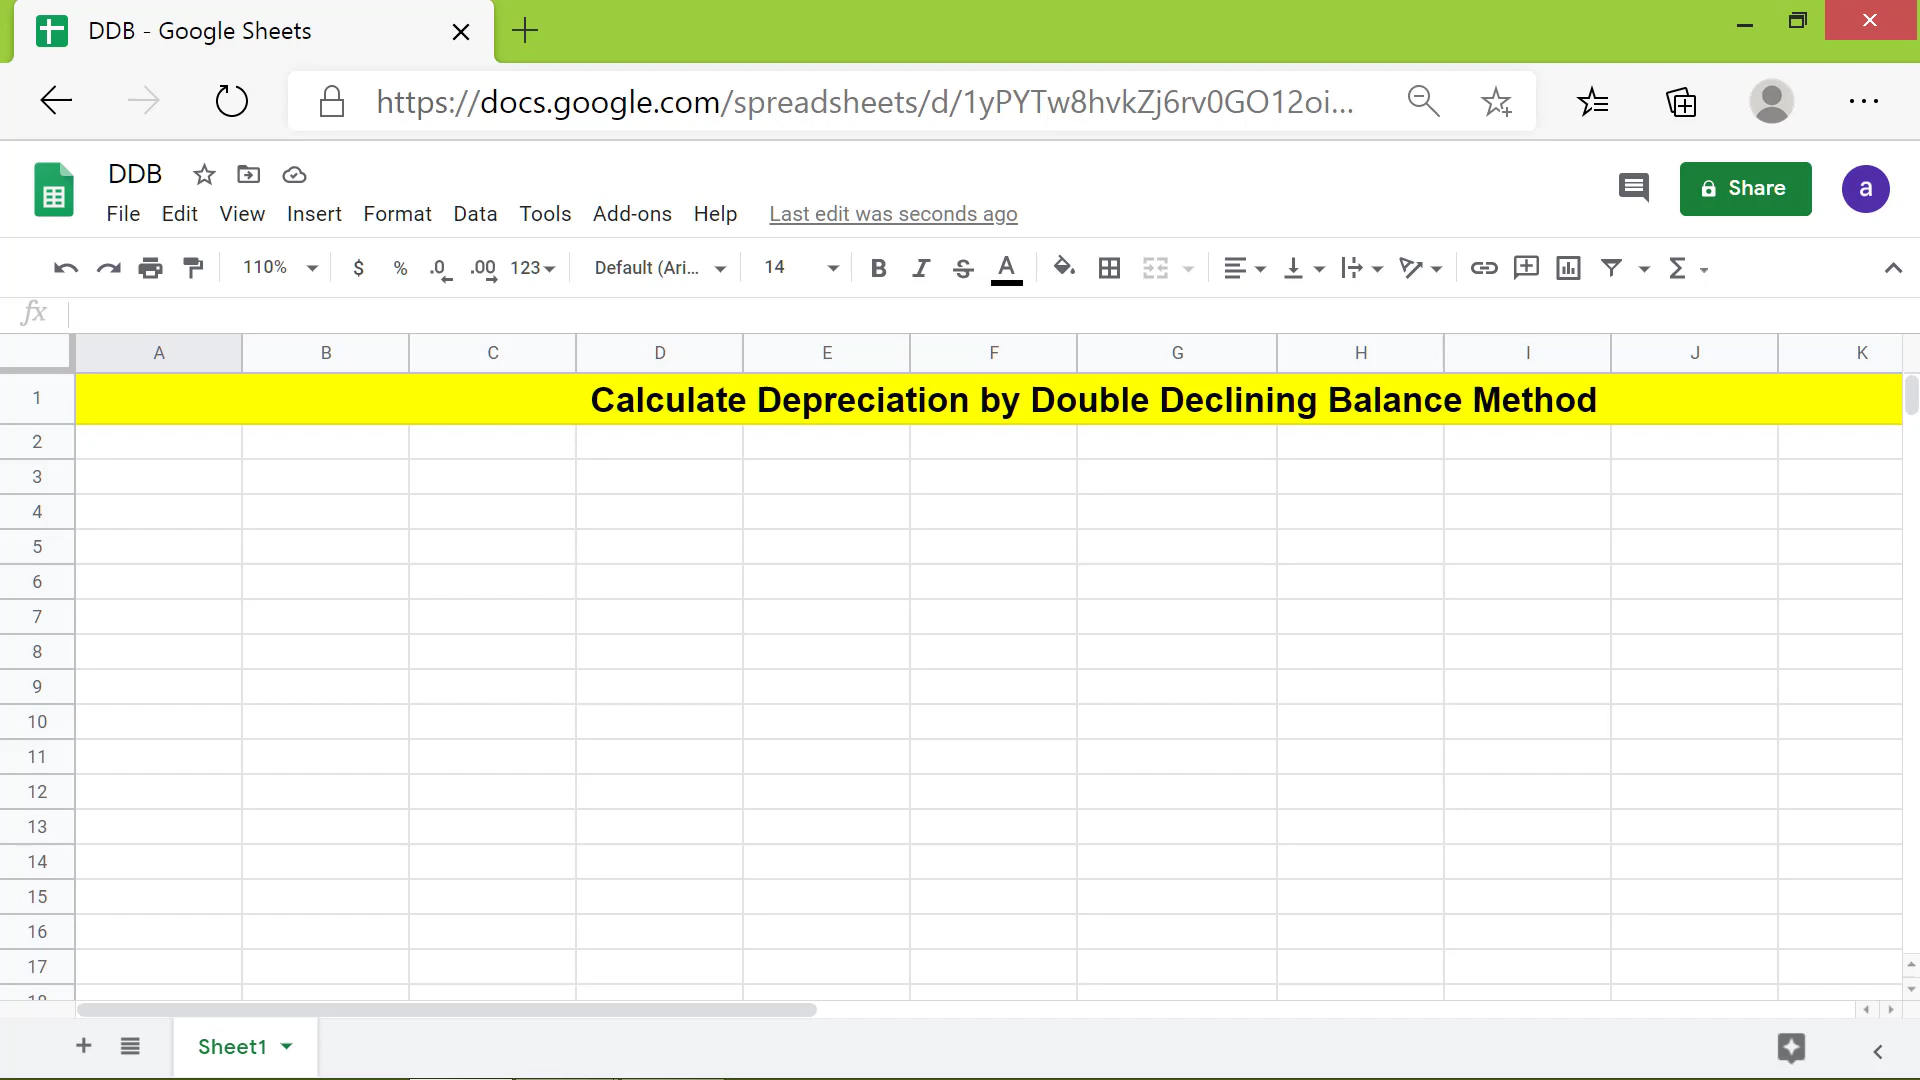 DDB - Google Sheets
https://docs.google.com/spreadsheets/d/1yPYTw8hvkZj6rv0GO12oi...
DDB
Share
a
File Edit View Insert Format Data Tools Add-ons Help Last edit was seconds ago
110% $ % .0 .00 123 Default (Ari... 14 B I S A Σ
fx
A B C D E F G H I J K
1 Calculate Depreciation by Double Declining Balance Method
2
3
4
5
6
7
8
9
10
11
12
13
14
15
16
17
18
Sheet1